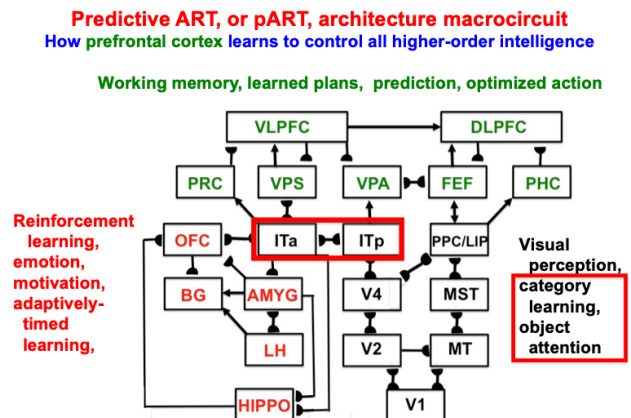 Predictive ART, or pART, architecture macrocircuit
How prefrontal cortex learns to control all higher-order intelligence
Working memory, learned plans, prediction, optimized action
VLPFC
DLPFC
PRC
VPS
VPA
FEF
PHC
Reinforcement
learning,
emotion,
motivation,
adaptively-
timed
learning,
OFC
ITa
ITp
PPC/LIP
BG
AMYG
V4
MST
LH
V2
MT
HIPPO
V1
Visual
perception,
category
learning,
object
attention